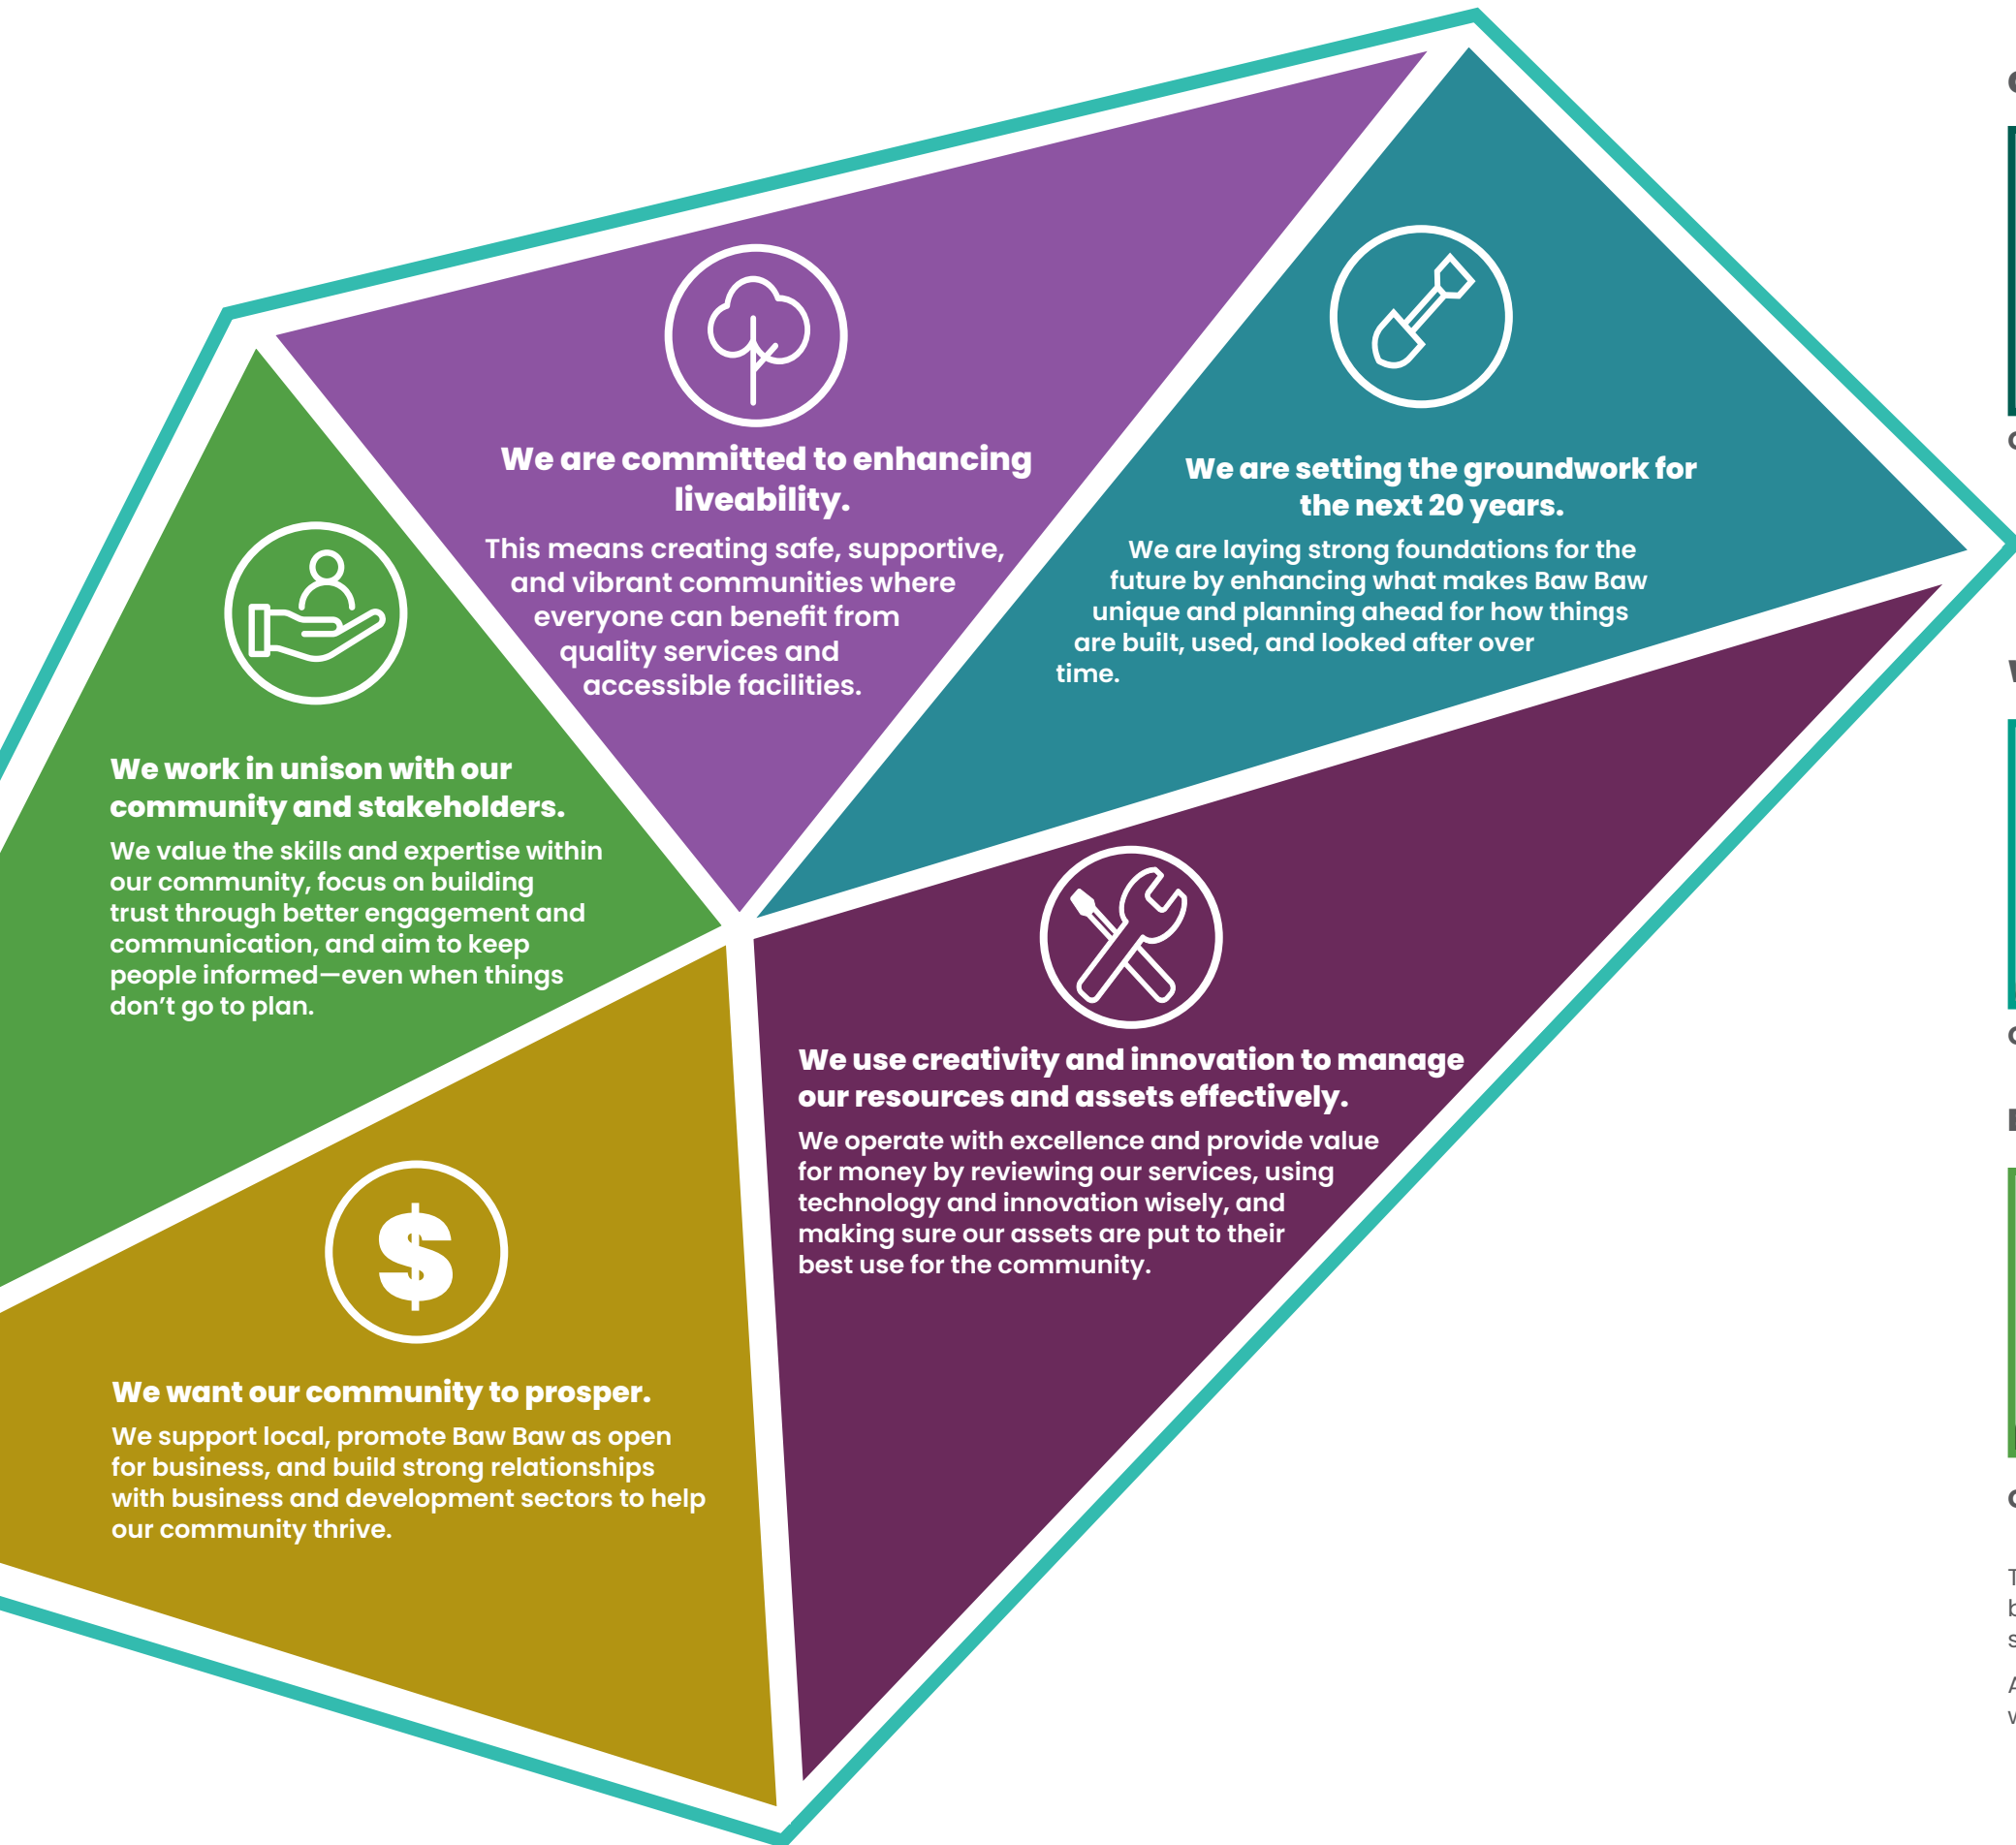 We are committed to enhancing
liveability.
This means creating safe, supportive,
and vibrant communities where
everyone can benefit from
quality services and
accessible facilities.
We are setting the groundwork for
the next 20 years.
We are laying strong foundations for the
future by enhancing what makes Baw Baw
unique and planning ahead for how things
are built, used, and looked after over
time.
We work in unison with our
community and stakeholders.
We value the skills and expertise within
our community, focus on building
trust through better engagement and
communication, and aim to keep
people informed—even when things
don’t go to plan.
We use creativity and innovation to manage
our resources and assets effectively.
We operate with excellence and provide value
for money by reviewing our services, using
technology and innovation wisely, and
making sure our assets are put to their
best use for the community.
$
We want our community to prosper.
We support local, promote Baw Baw as open
for business, and build strong relationships
with business and development sectors to help
our community thrive.